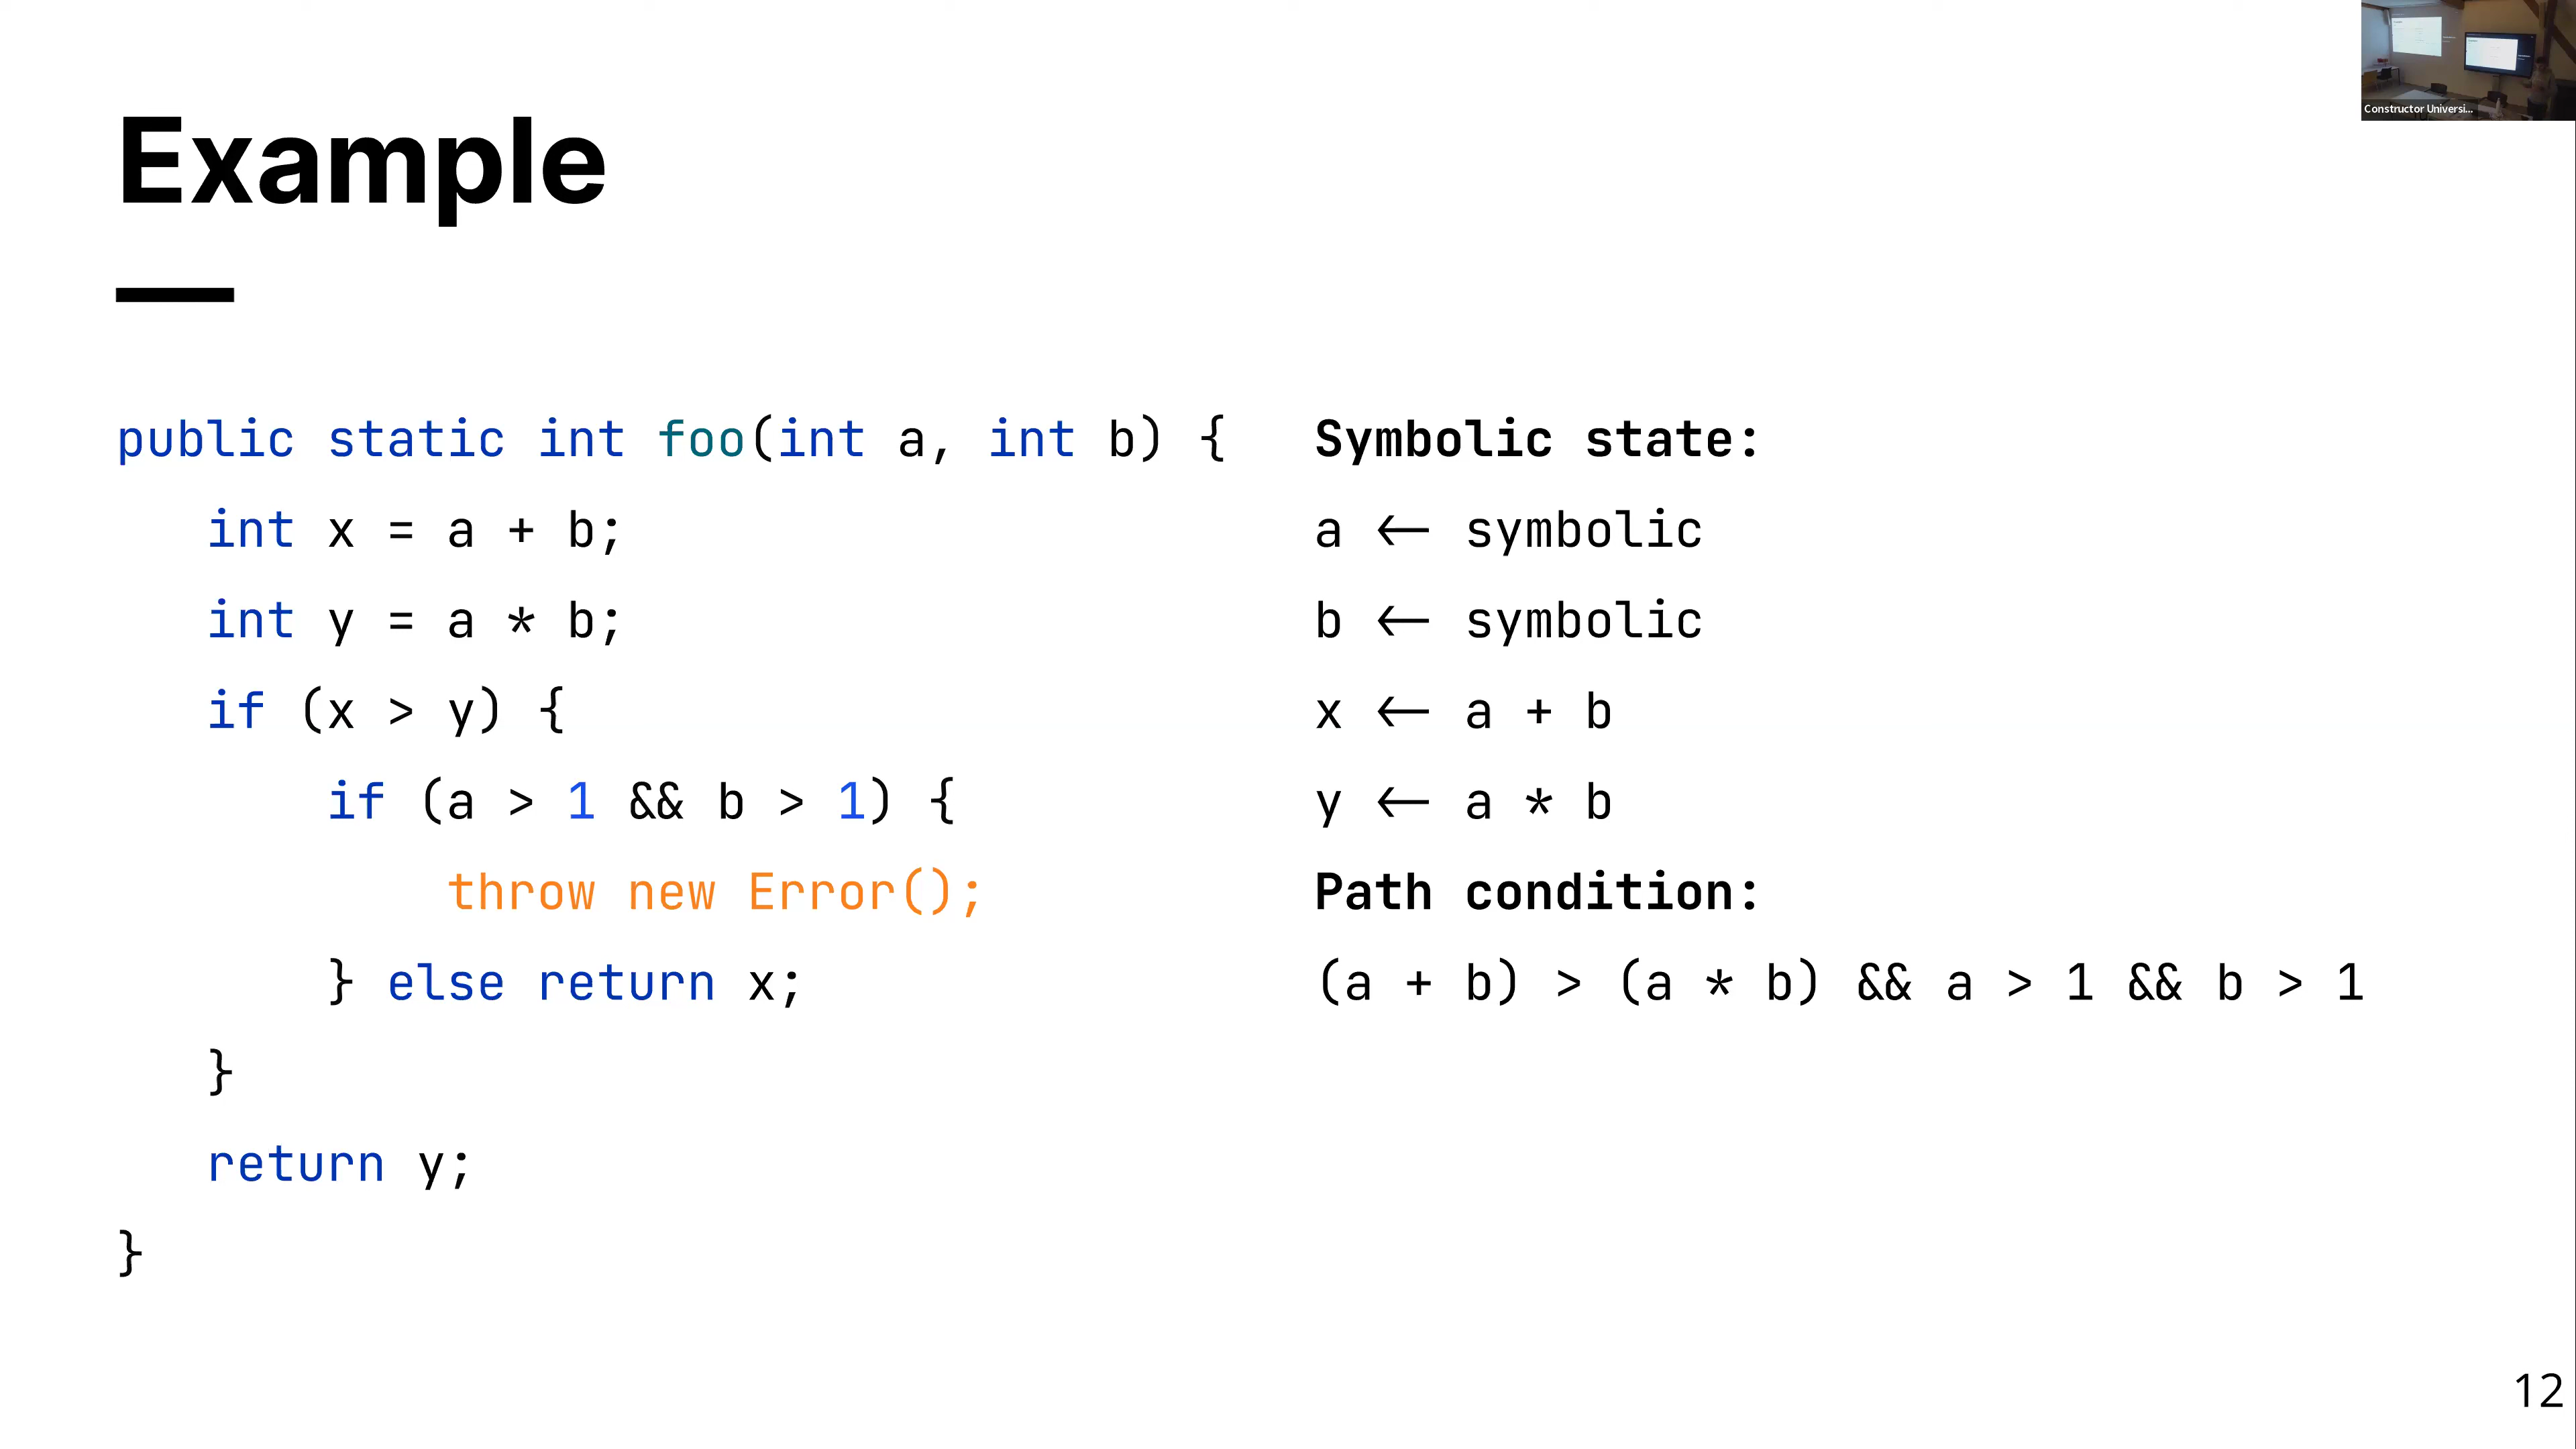 Constructor Universi...
Example
public static int foo(int a, int b) {
int x = a + b;
int y = a * b;
if (x > y) {
if (a > 1 && b > 1) {
throw new Error();
} else return x;
}
return y;
}
Symbolic state:
a ← symbolic
b ← symbolic
x ← a + b
y ← a * b
Path condition:
(a + b) > (a * b) && a > 1 && b > 1
12